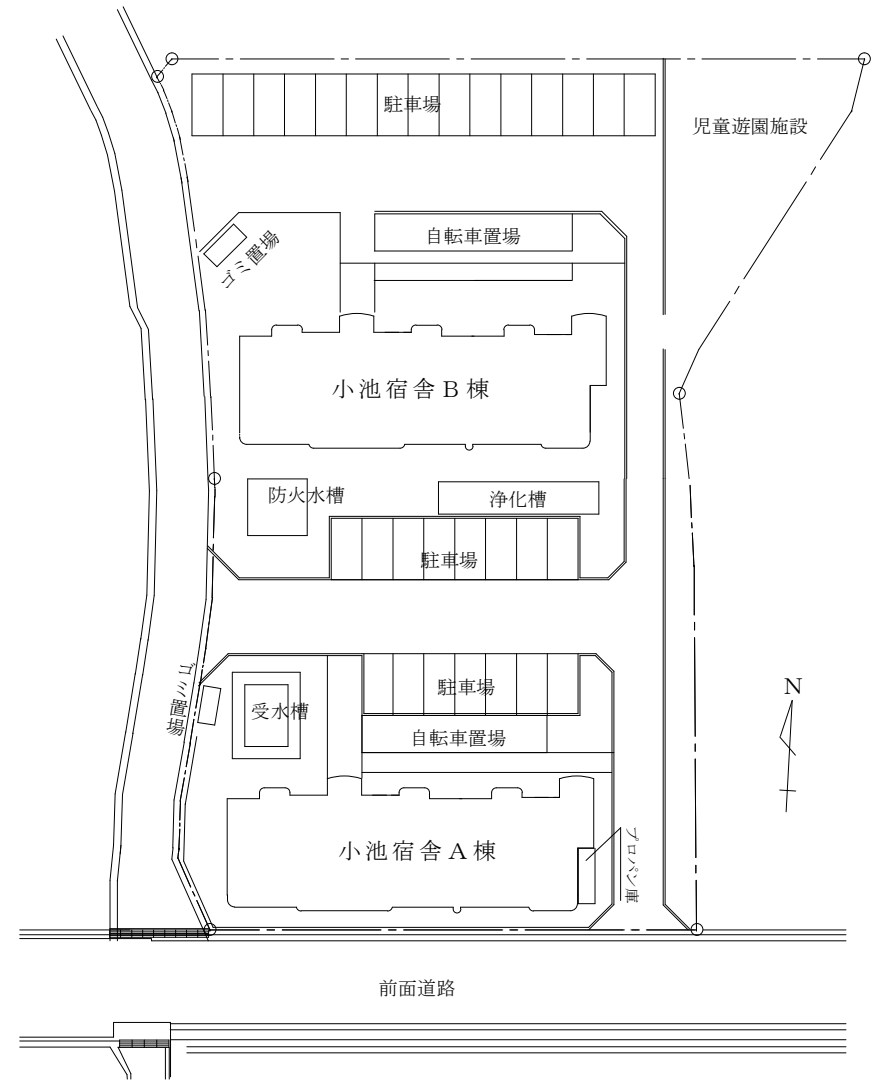 駐車場
児童遊園施設
自転車置場
ゴミ置場
小池宿舎B棟
防火水槽
浄化槽
駐車場
ゴミ置場
駐車場
受水槽
自転車置場
N
小池宿舎A棟
プロパン庫
前面道路